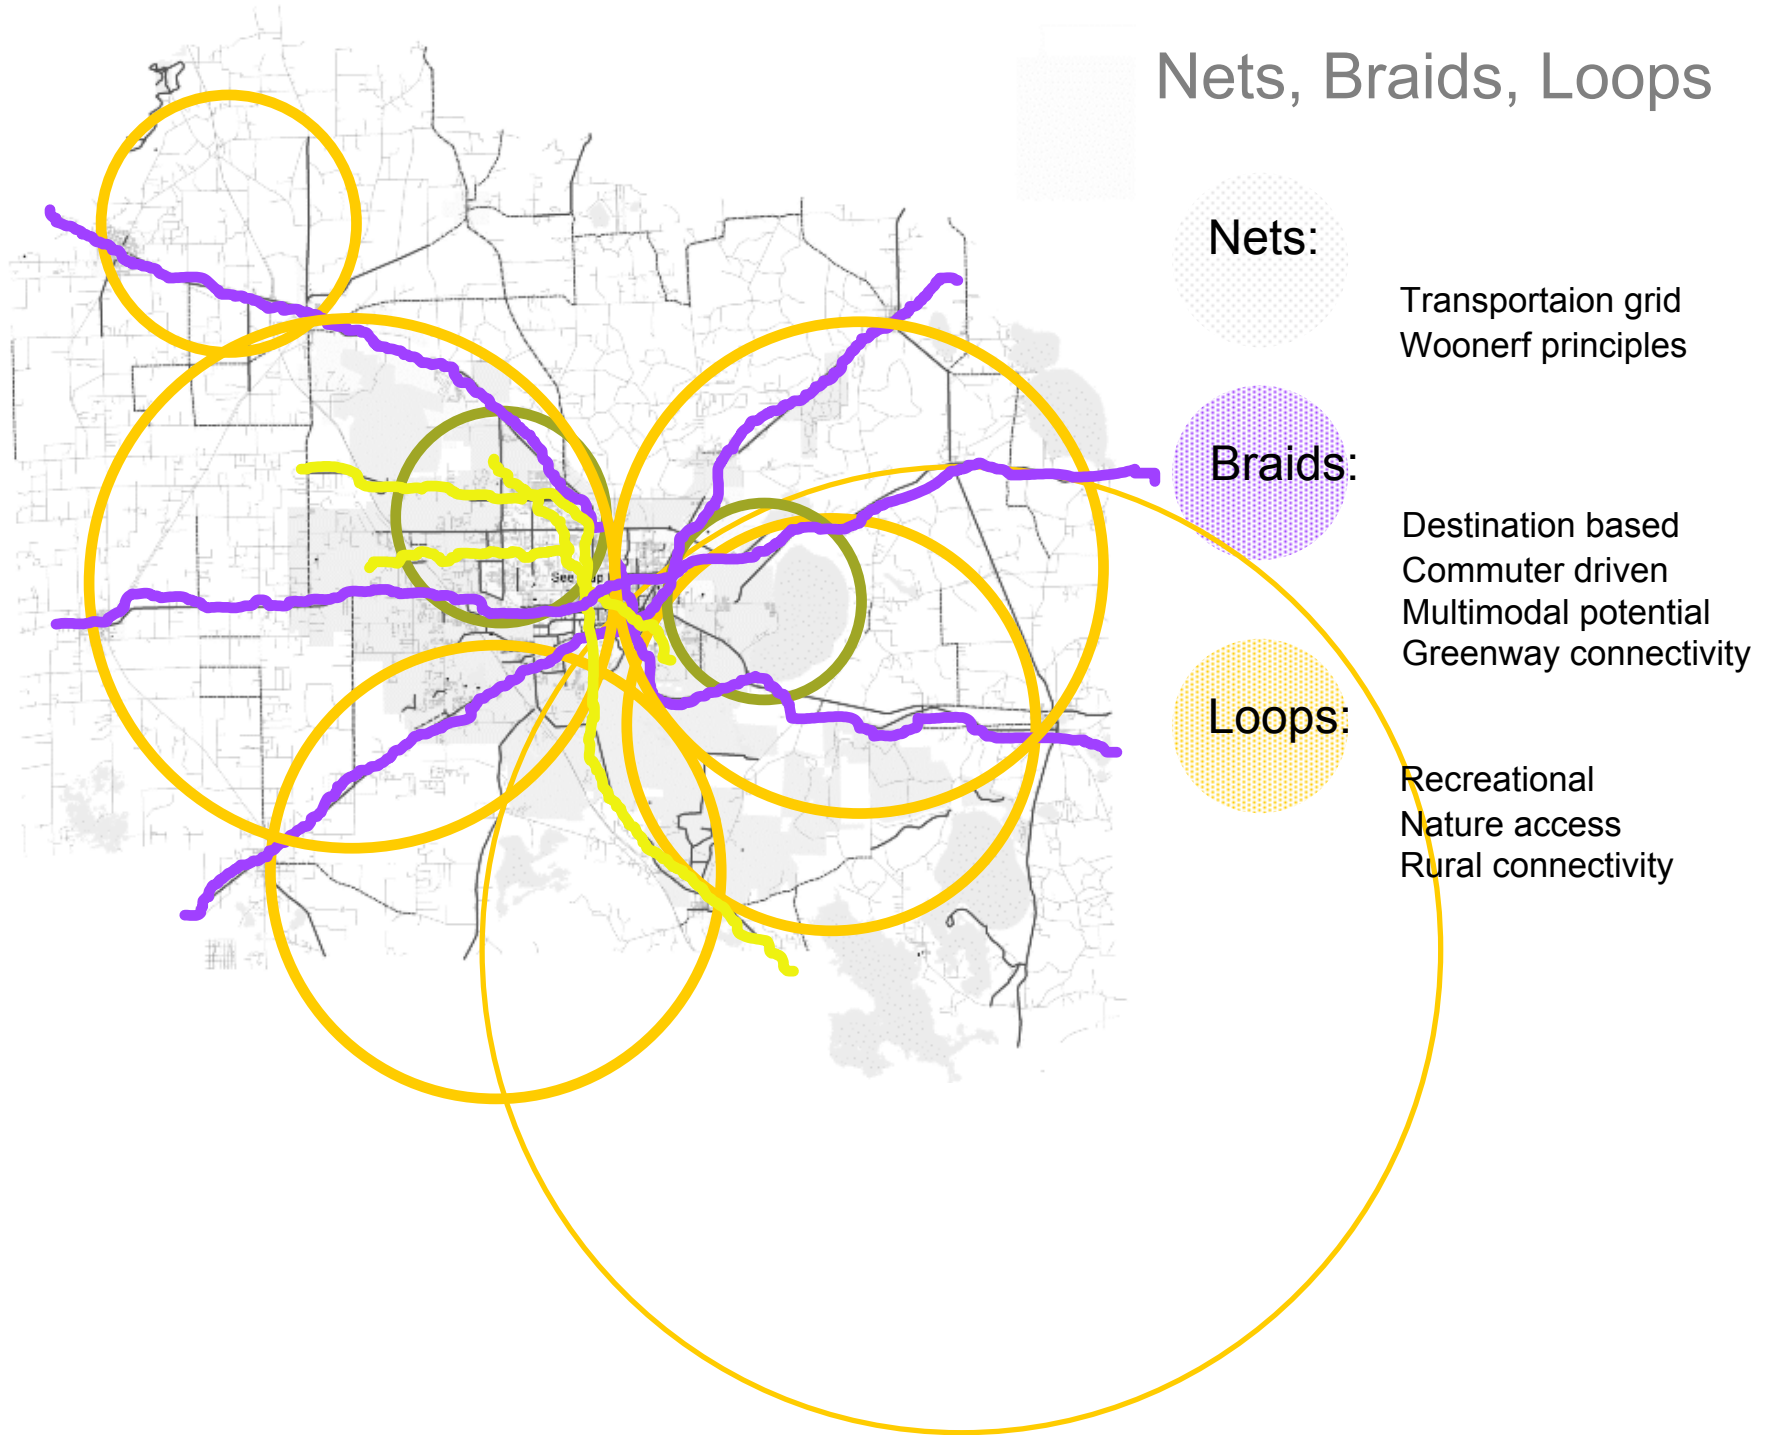 Nets, Braids, Loops
Nets:
Transportaion grid
Woonerf principles
Braids:
Destination based
Commuter driven
Multimodal potential
Greenway connectivity
Loops:
Recreational
Nature access
Rural connectivity